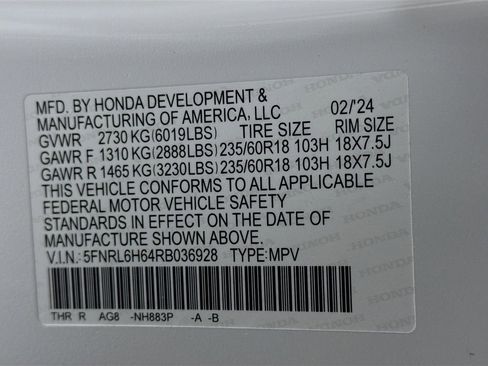 MFD. BY HONDA DEVELOPMENT &
MANUFACTURING OF AMERICA, LLC 02/'24
GVWR 2730 KG(6019LBS) TIRE SIZE RIM SIZE
GAWR F 1310 KG(2888LBS) 235/60R18 103H 18X7.5J
GAWR R 1465 KG(3230LBS) 235/60R18 103H 18X7.5J
THIS VEHICLE CONFORMS TO ALL APPLICABLE
FEDERAL MOTOR VEHICLE SAFETY
STANDARDS IN EFFECT ON THE DATE OF
MANUFACTURE SHOWN ABOVE.
V.I.N.: 5FNRL6H64RB036928 TYPE: MPV
THR R AG8 -NH883P -A -B